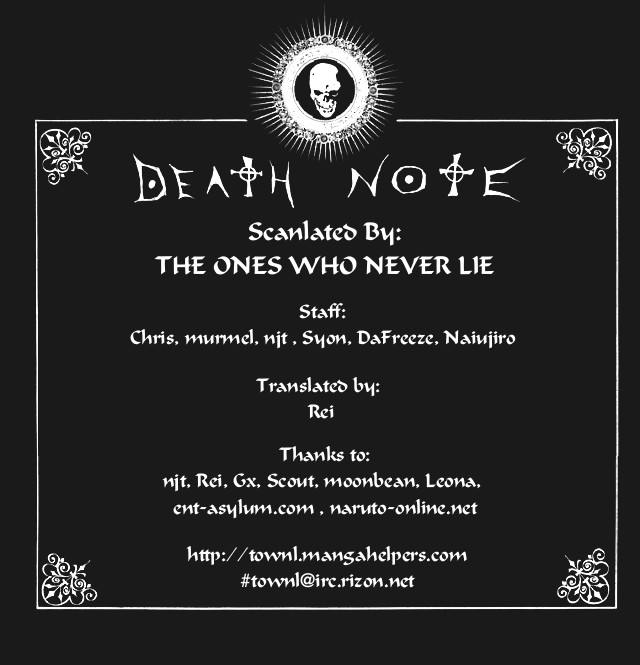 DEATH NOTE
Scanlated By:
THE ONES WHO NEVER LIE
Staff:
Chris, murmel, njt , Syon, DaFreeze, Naiujiro
Translated by:
Rei
Thanks to:
njt, Rei, Gx, Scout, moonbean, Leona,
ent-asylum.com , naruto-online.net
http://townl.mangahelpers.com
#townl@irc.rizon.net